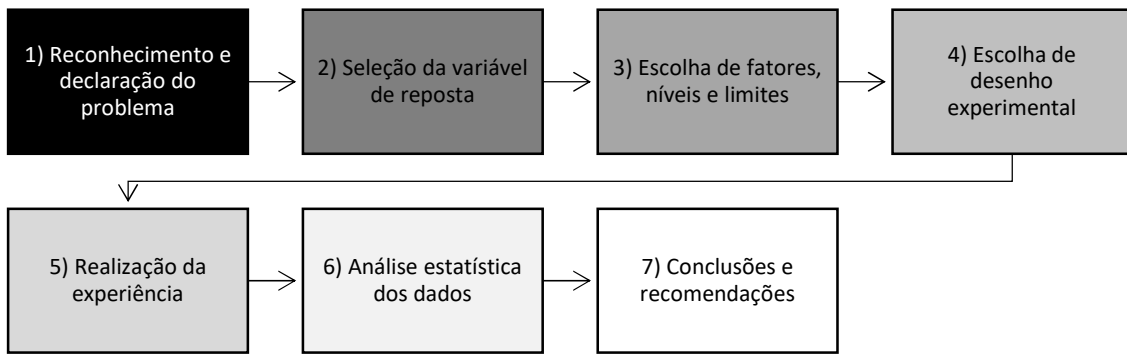 1) Reconhecimento e
declaração do
problema
2) Seleção da variável
de reposta
3) Escolha de fatores,
níveis e limites
4) Escolha de
desenho
experimental
5) Realização da
experiência
6) Análise estatística
dos dados
7) Conclusões e
recomendações